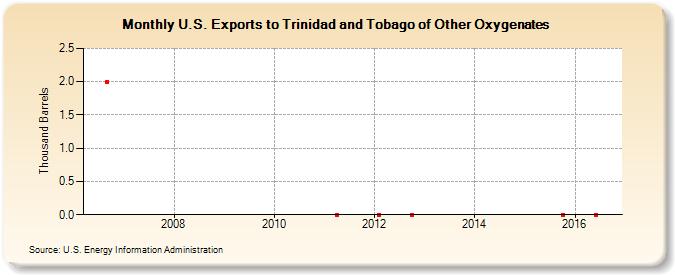 Monthly U.S. Exports to Trinidad and Tobago of Other Oxygenates
Thousand Barrels
2.5
2.0
1.5
1.0
0.5
0.0
2008 2010 2012 2014 2016
Source: U.S. Energy Information Administration